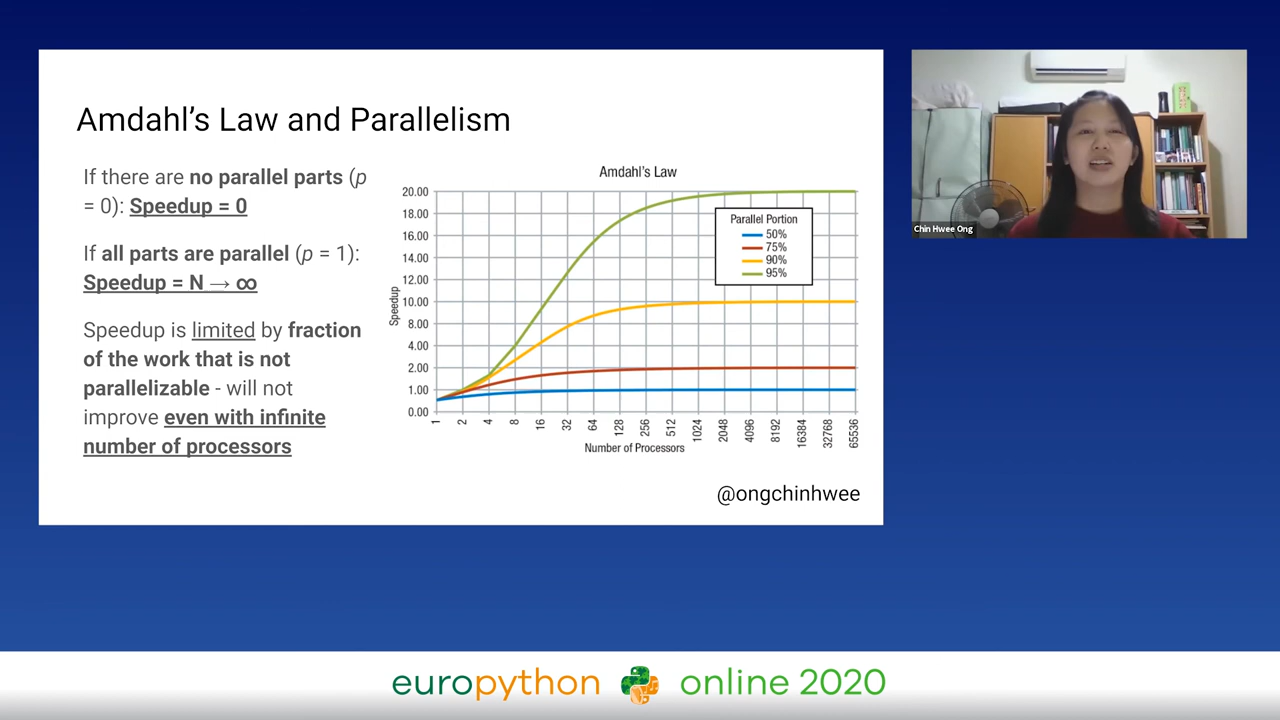 Amdahl's Law and Parallelism
If there are no parallel parts (p
= 0): Speedup = 0
If all parts are parallel (p = 1):
Speedup = N → ∞
Speedup is limited by fraction
of the work that is not
parallelizable - will not
improve even with infinite
number of processors
Amdahl's Law
20.00
18.00
16.00
14.00
12.00
10.00
8.00
4.00
2.00
1.00
0.00
Speedup
Parallel Portion
50%
75%
90%
95%
1
2
4
8
16
32
64
128
256
512
1024
2048
4096
8192
16384
32768
65536
Number of Processors
@ongchinhwee
Chin Hwee Ong
europython online 2020